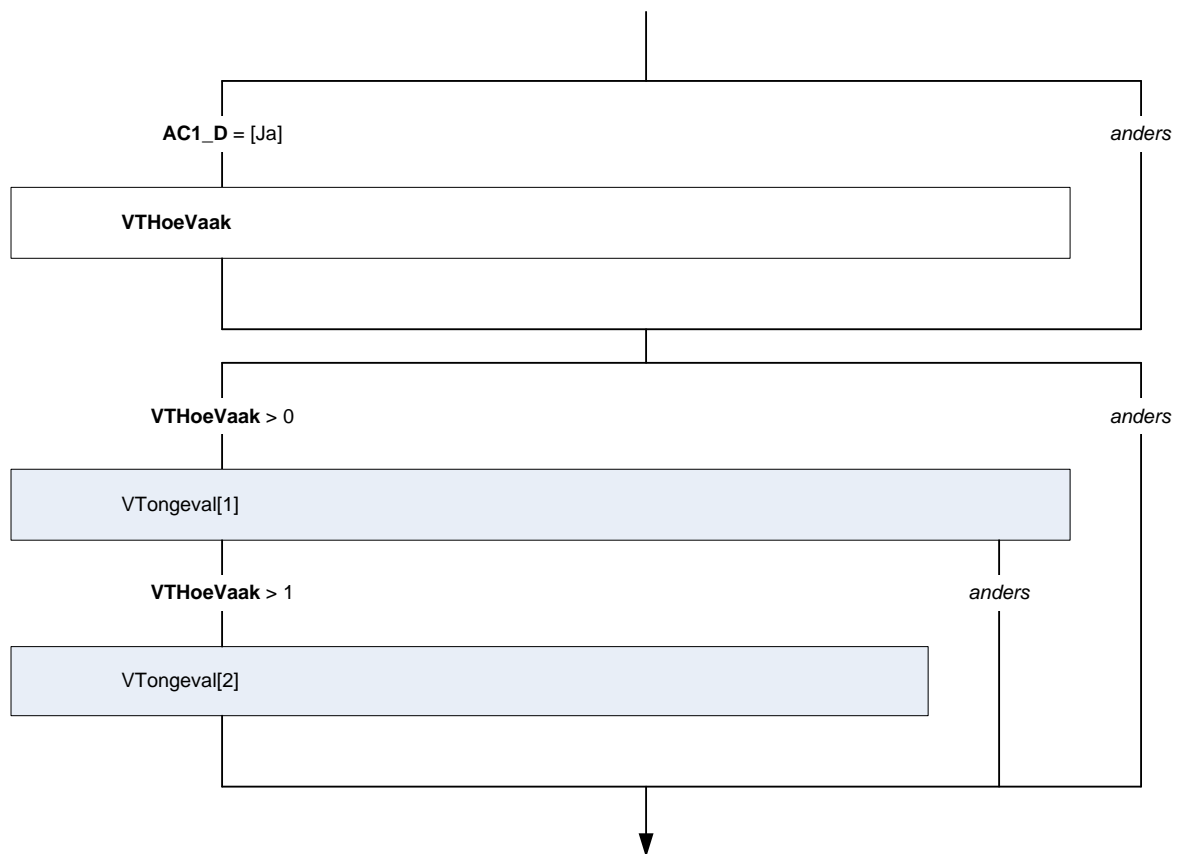 AC1_D = [Ja]
anders
VTHoeVaak
VTHoeVaak > 0
anders
VTongeval[1]
VTHoeVaak > 1
anders
VTongeval[2]